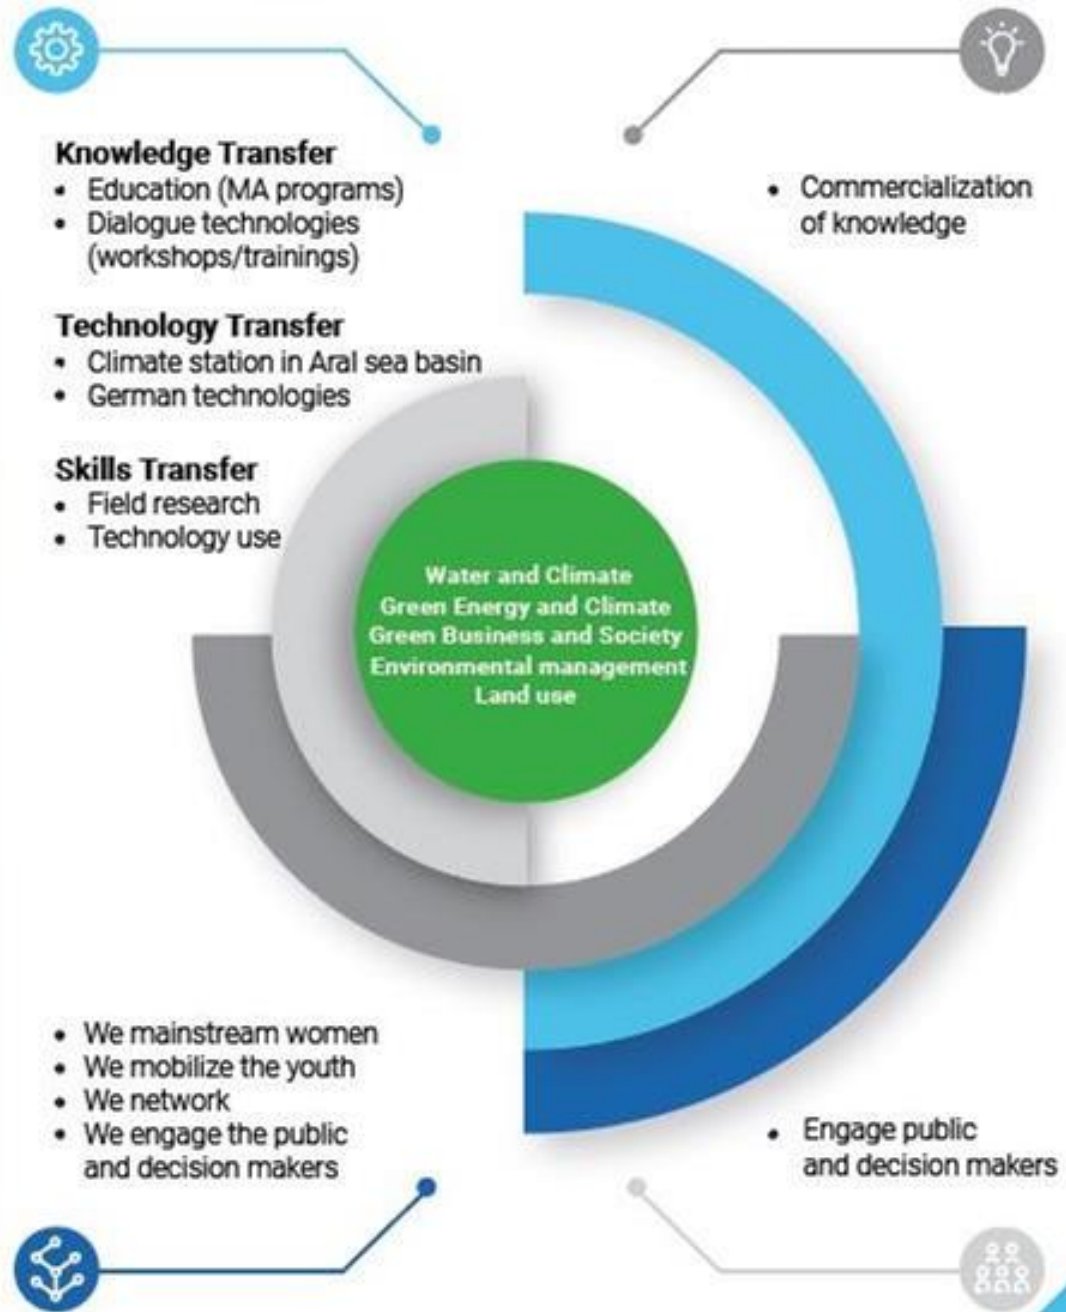 Knowledge Transfer
• Education (MA programs)
• Dialogue technologies
(workshops/trainings)
Technology Transfer
• Climate station in Aral sea basin
• German technologies
Skills Transfer
• Field research
• Technology use
• Commercialization
of knowledge
Water and Climate
Green Energy and Climate
Green Business and Society
Environmental management
Land use
• We mainstream women
• We mobilize the youth
• We network
• We engage the public
and decision makers
• Engage public
and decision makers